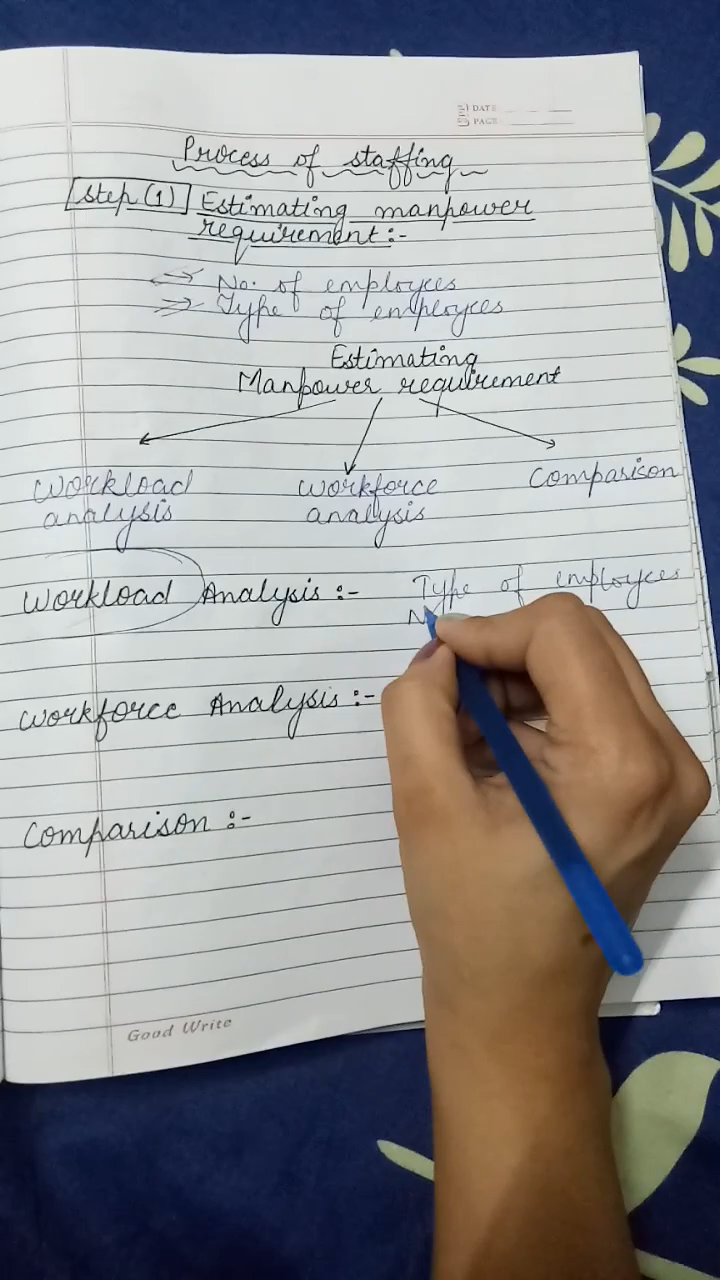 DATE
PAGE
Process of staffing
Step (1) Estimating manpower
requirement:-
No. of employees
Type of employees
Estimating
Manpower requirement
Workload
analysis
Workforce
analysis
Comparison
Workload Analysis :-
Type of employees
N
Workforce Analysis :-
Comparison :-
Good Write